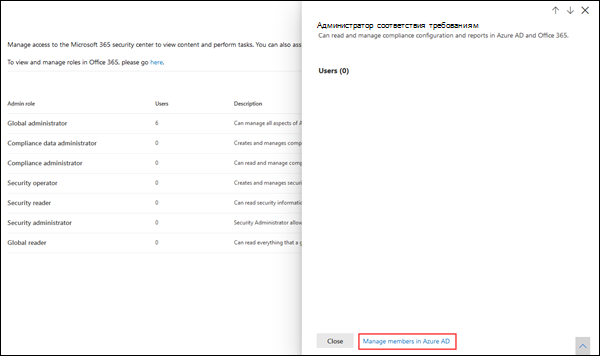 Manage access to the Microsoft 365 security center to view content and perform tasks. You can also ass
To view and manage roles in Office 365, please go here.
Admin role Users Description
Global administrator 6 Can manage all aspects of A
Compliance data administrator 0 Creates and manages compl
Compliance administrator 0 Can read and manage comp
Security operator 0 Creates and manages securi
Security reader 0 Can read security informatio
Security administrator 0 Security Administrator allow
Global reader 0 Can read everything that a g
Администратор соответствия требованиям
Can read and manage compliance configuration and reports in Azure AD and Office 365.
Users (0)
Close Manage members in Azure AD